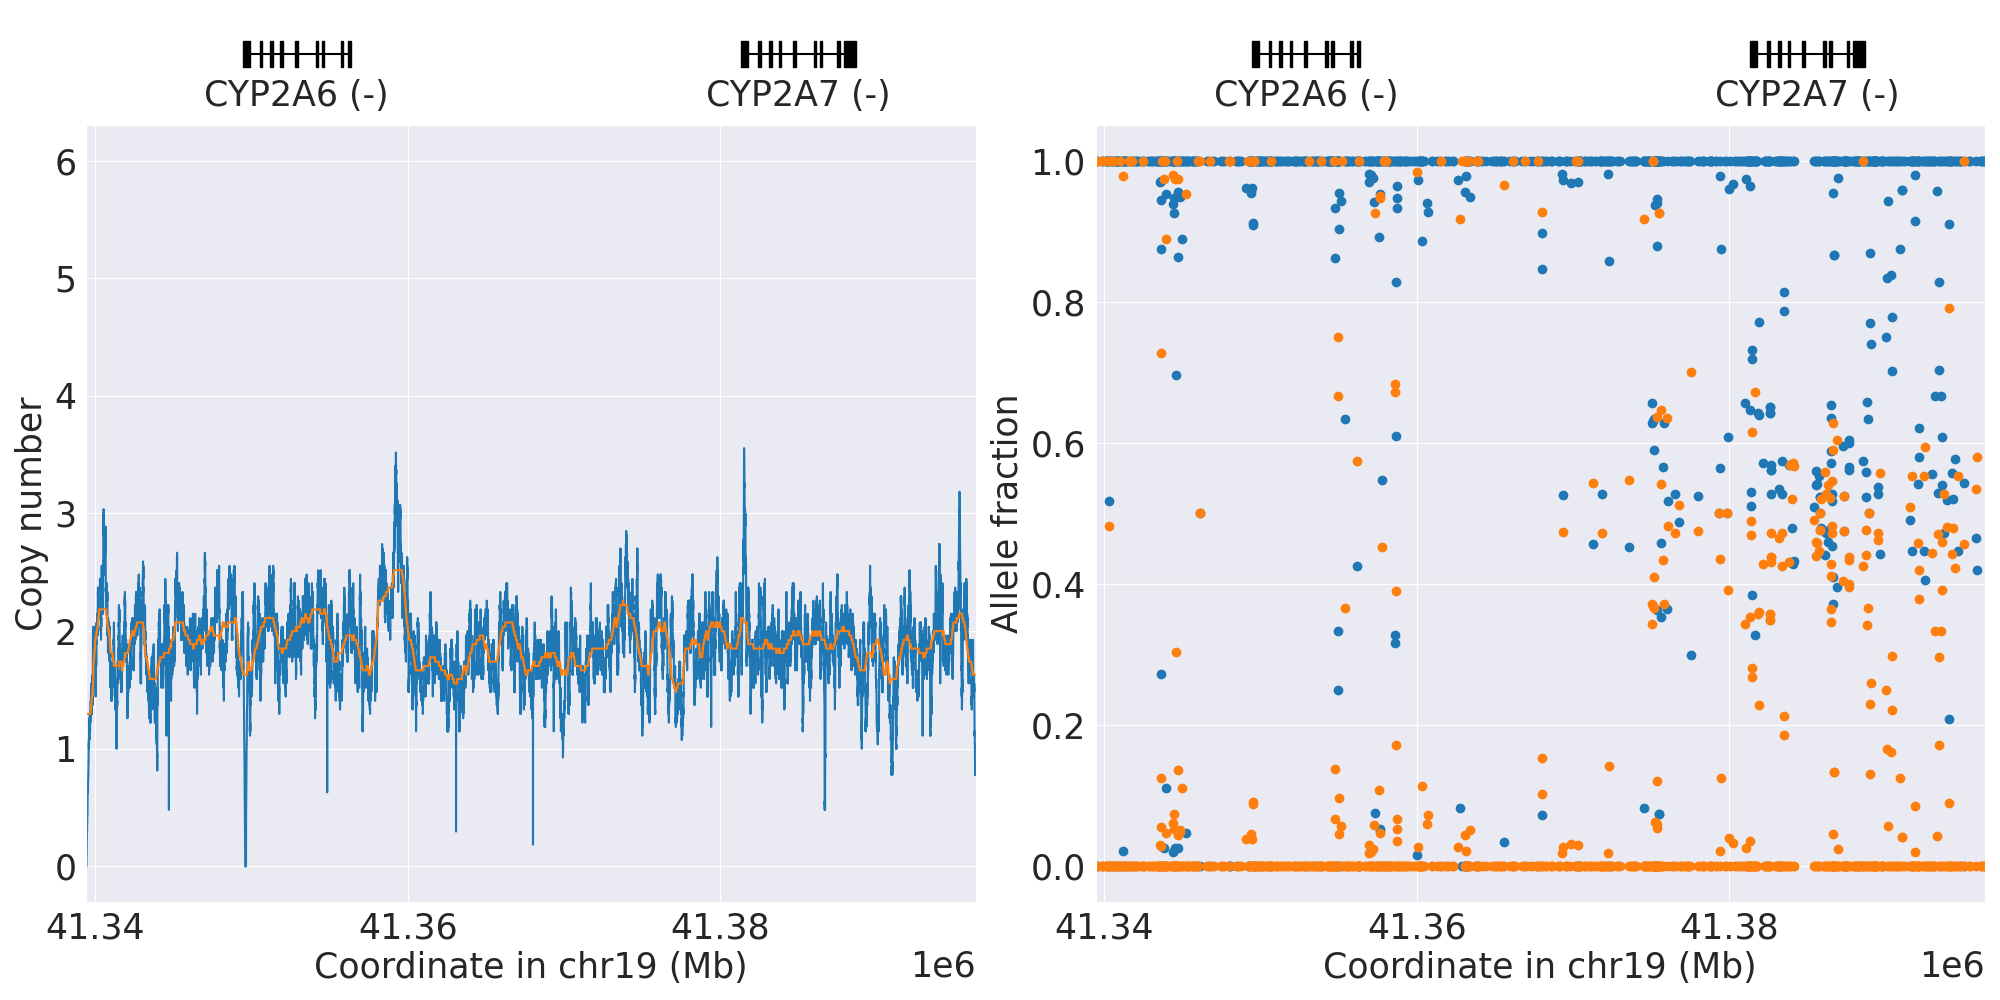 CYP2A6 (-)
CYP2A7 (-)
6
5
4
3
2
1
0
Copy number
41.34
41.36
41.38
Coordinate in chr19 (Mb)
1e6
CYP2A6 (-)
CYP2A7 (-)
1.0
0.8
0.6
0.4
0.2
0.0
Allele fraction
41.34
41.36
41.38
Coordinate in chr19 (Mb)
1e6